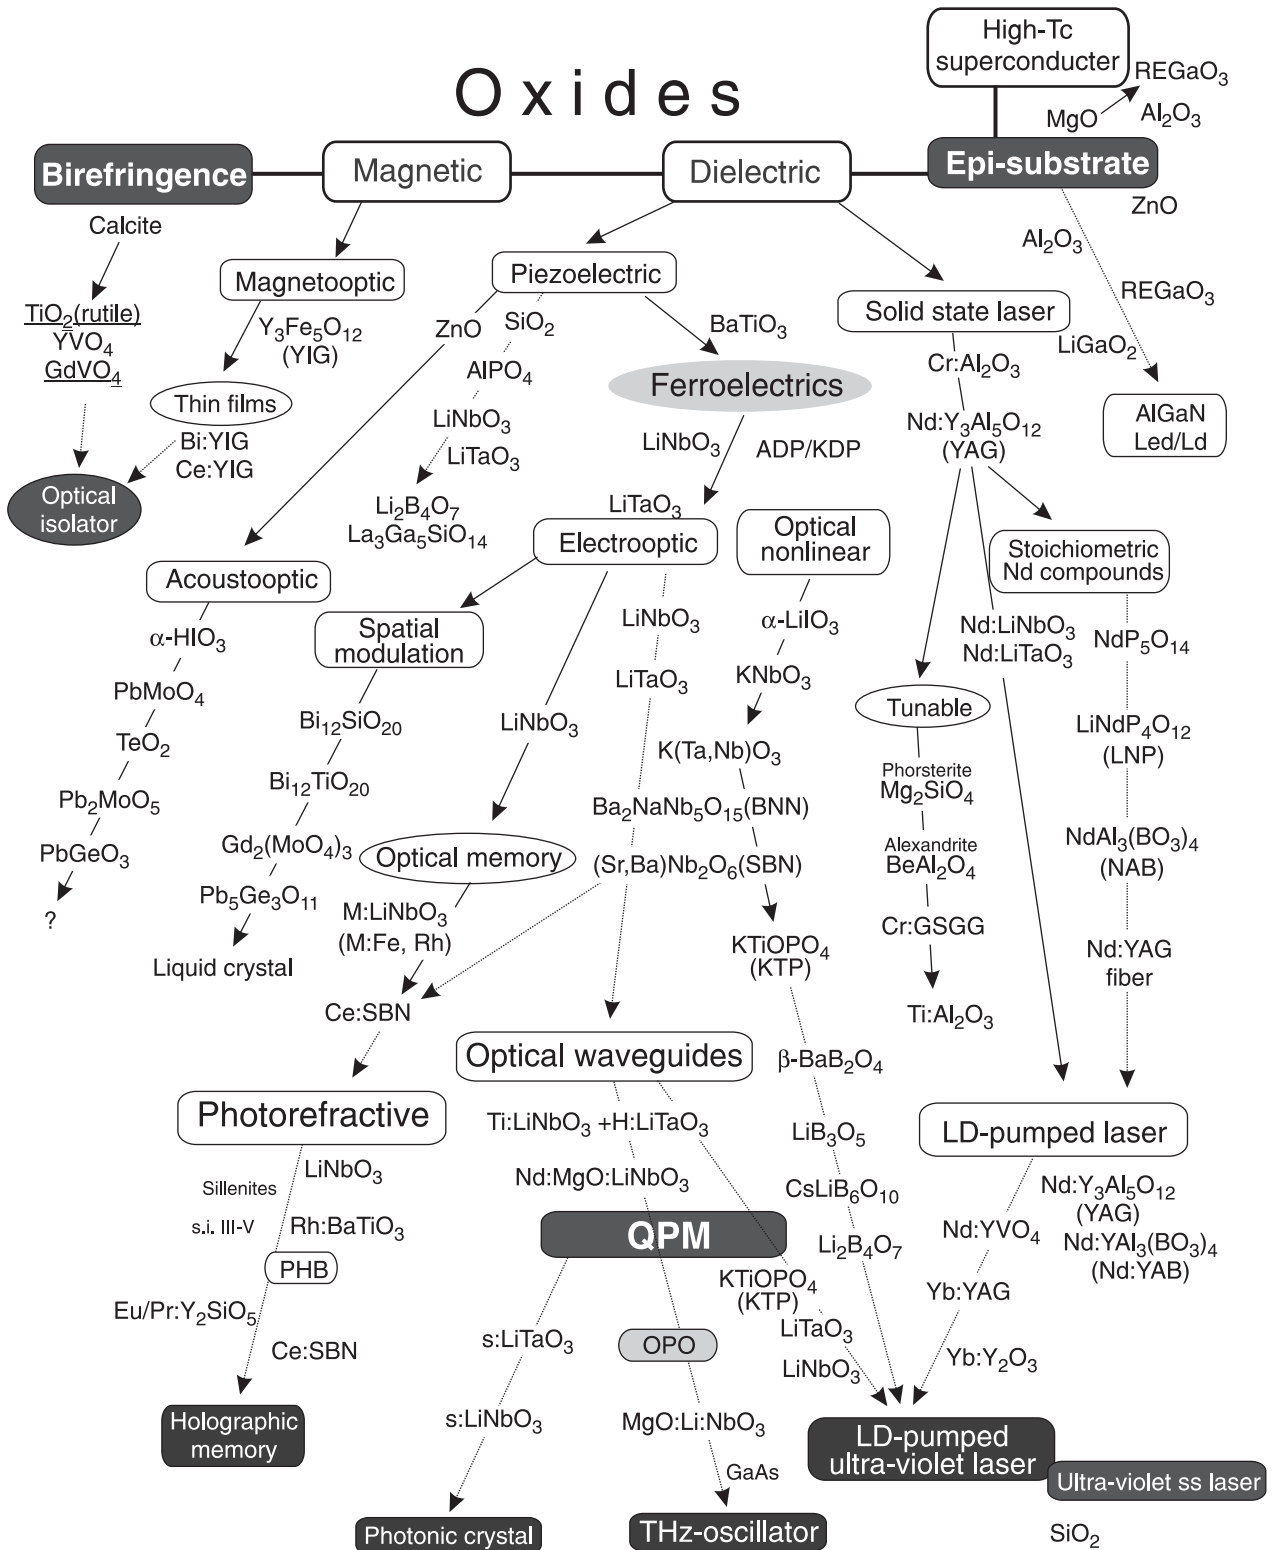 High-Tc
superconducter
Oxides
REGaO₃
MgO
Al₂O₃
Birefringence
Magnetic
Dielectric
Epi-substrate
ZnO
Calcite
Al₂O₃
Magnetooptic
Piezoelectric
REGaO₃
TiO₂(rutile)
YVO₄
GdVO₄
Y₃Fe₅O₁₂
(YIG)
ZnO
SiO₂
BaTiO₃
Solid state laser
LiGaO₂
Cr:Al₂O₃
AlPO₄
Ferroelectrics
Thin films
Bi:YIG
Ce:YIG
LiNbO₃
LiTaO₃
LiNbO₃
ADP/KDP
Nd:Y₃Al₅O₁₂
(YAG)
AlGaN
Led/Ld
Optical
isolator
Li₂B₄O₇
La₃Ga₅SiO₁₄
LiTaO₃
Electrooptic
Optical
nonlinear
Stoichiometric
Nd compounds
Acoustooptic
α-HIO₃
Spatial
modulation
LiNbO₃
α-LiIO₃
Nd:LiNbO₃
Nd:LiTaO₃
NdP₅O₁₄
PbMoO₄
LiTaO₃
KNbO₃
Tunable
TeO₂
Bi₁₂SiO₂₀
LiNbO₃
K(Ta,Nb)O₃
LiNdP₄O₁₂
(LNP)
Phorsterite
Mg₂SiO₄
Pb₂MoO₅
Bi₁₂TiO₂₀
Ba₂NaNb₅O₁₅(BNN)
PbGeO₃
Gd₂(MoO₄)₃
Optical memory
(Sr,Ba)Nb₂O₆(SBN)
Alexandrite
BeAl₂O₄
NdAl₃(BO₃)₄
(NAB)
?
Pb₅Ge₃O₁₁
M:LiNbO₃
(M:Fe, Rh)
Cr:GSGG
Liquid crystal
KTiOPO₄
(KTP)
Nd:YAG
fiber
Ce:SBN
Ti:Al₂O₃
Optical waveguides
β-BaB₂O₄
Photorefractive
Ti:LiNbO₃ +H:LiTaO₃
LiB₃O₅
LD-pumped laser
LiNbO₃
Sillenites
Nd:MgO:LiNbO₃
CsLiB₆O₁₀
Nd:Y₃Al₅O₁₂
(YAG)
s.i. III-V
Rh:BaTiO₃
QPM
Li₂B₄O₇
Nd:YVO₄
Nd:YAl₃(BO₃)₄
(Nd:YAB)
PHB
KTiOPO₄
(KTP)
Yb:YAG
Eu/Pr:Y₂SiO₅
LiTaO₃
Ce:SBN
s:LiTaO₃
OPO
LiNbO₃
Yb:Y₂O₃
Holographic
memory
s:LiNbO₃
MgO:Li:NbO₃
LD-pumped
ultra-violet laser
GaAs
Ultra-violet ss laser
Photonic crystal
THz-oscillator
SiO₂